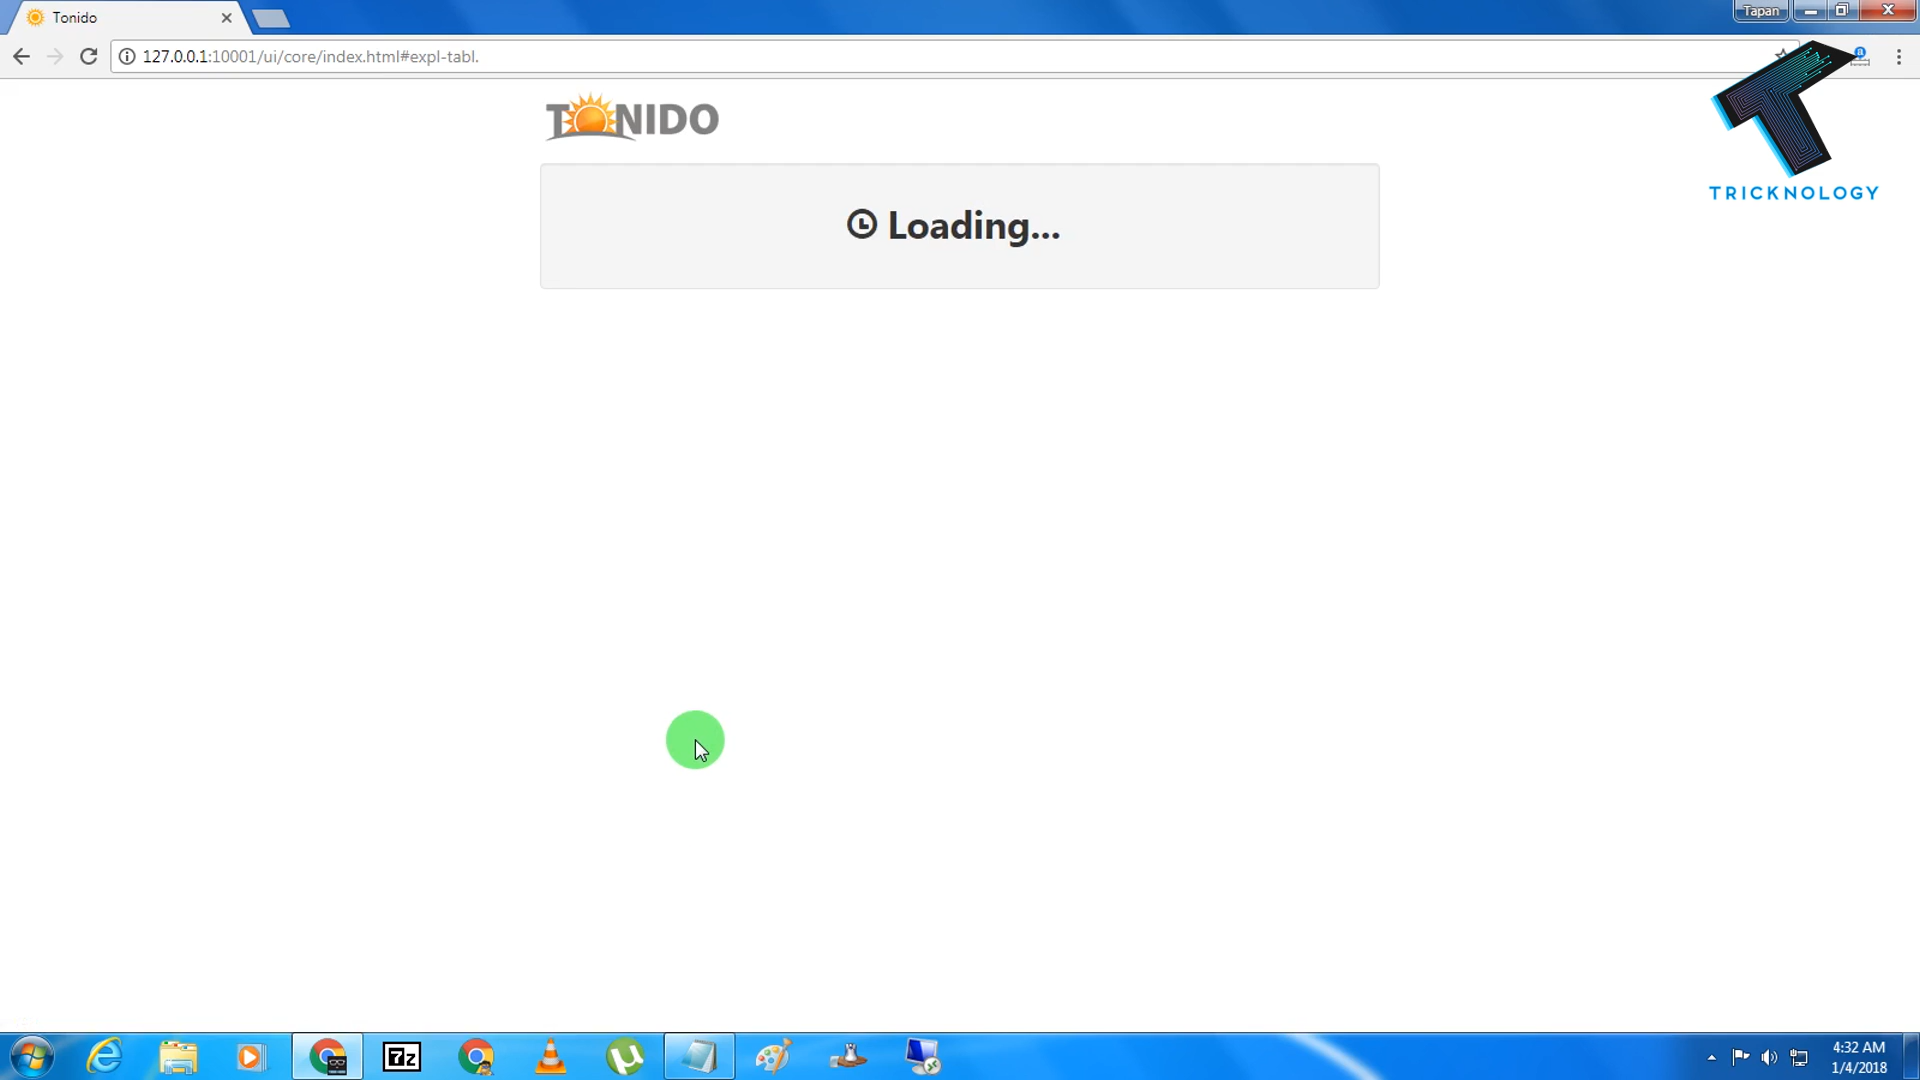 Tonido
Tapan
127.0.0.1:10001/ui/core/index.html#expl-tabl.
TONIDO
Loading...
TRICKNOLOGY
7z
4:32 AM
1/4/2018